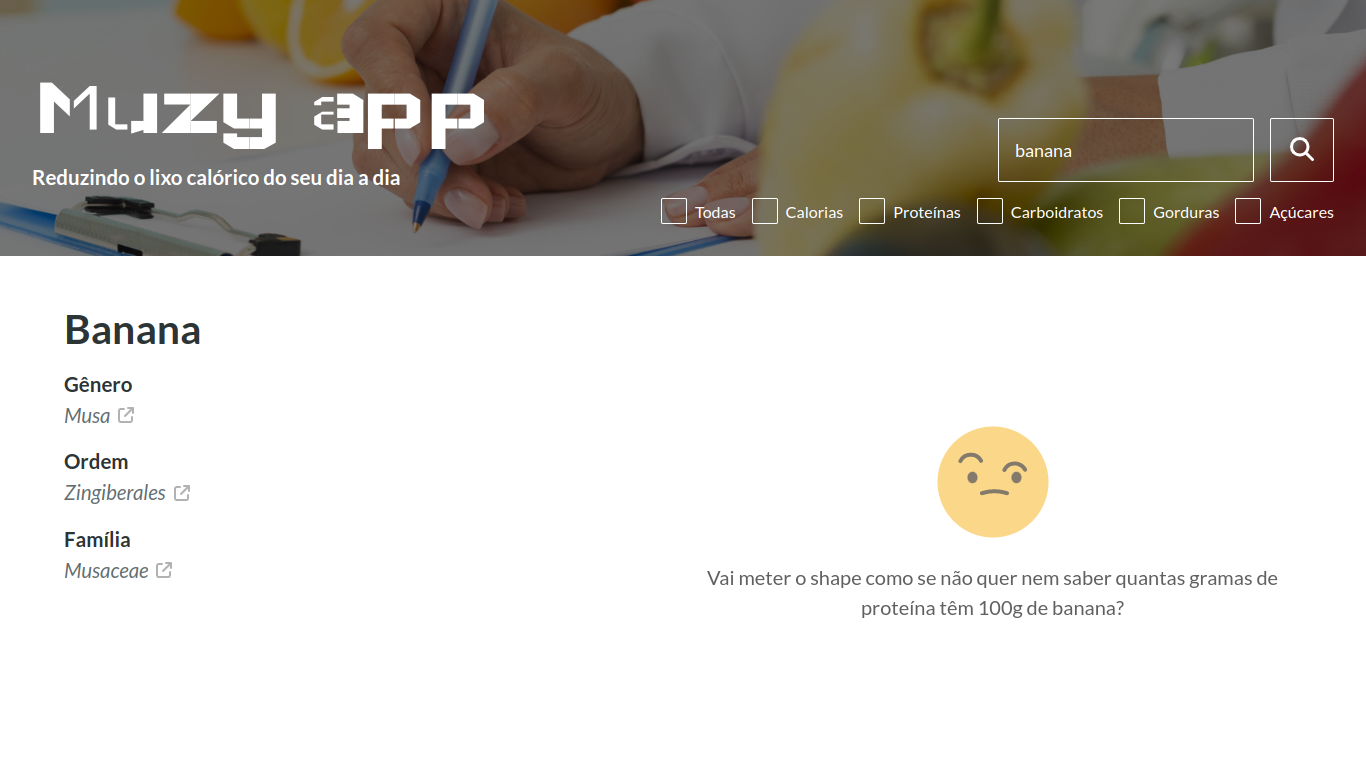 Muzy app
Reduzindo o lixo calórico do seu dia a dia
banana
Todas Calorias Proteínas Carboidratos Gorduras Açúcares
Banana
Gênero
Musa
Ordem
Zingiberales
Família
Musaceae
Vai meter o shape como se não quer nem saber quantas gramas de
proteína têm 100g de banana?